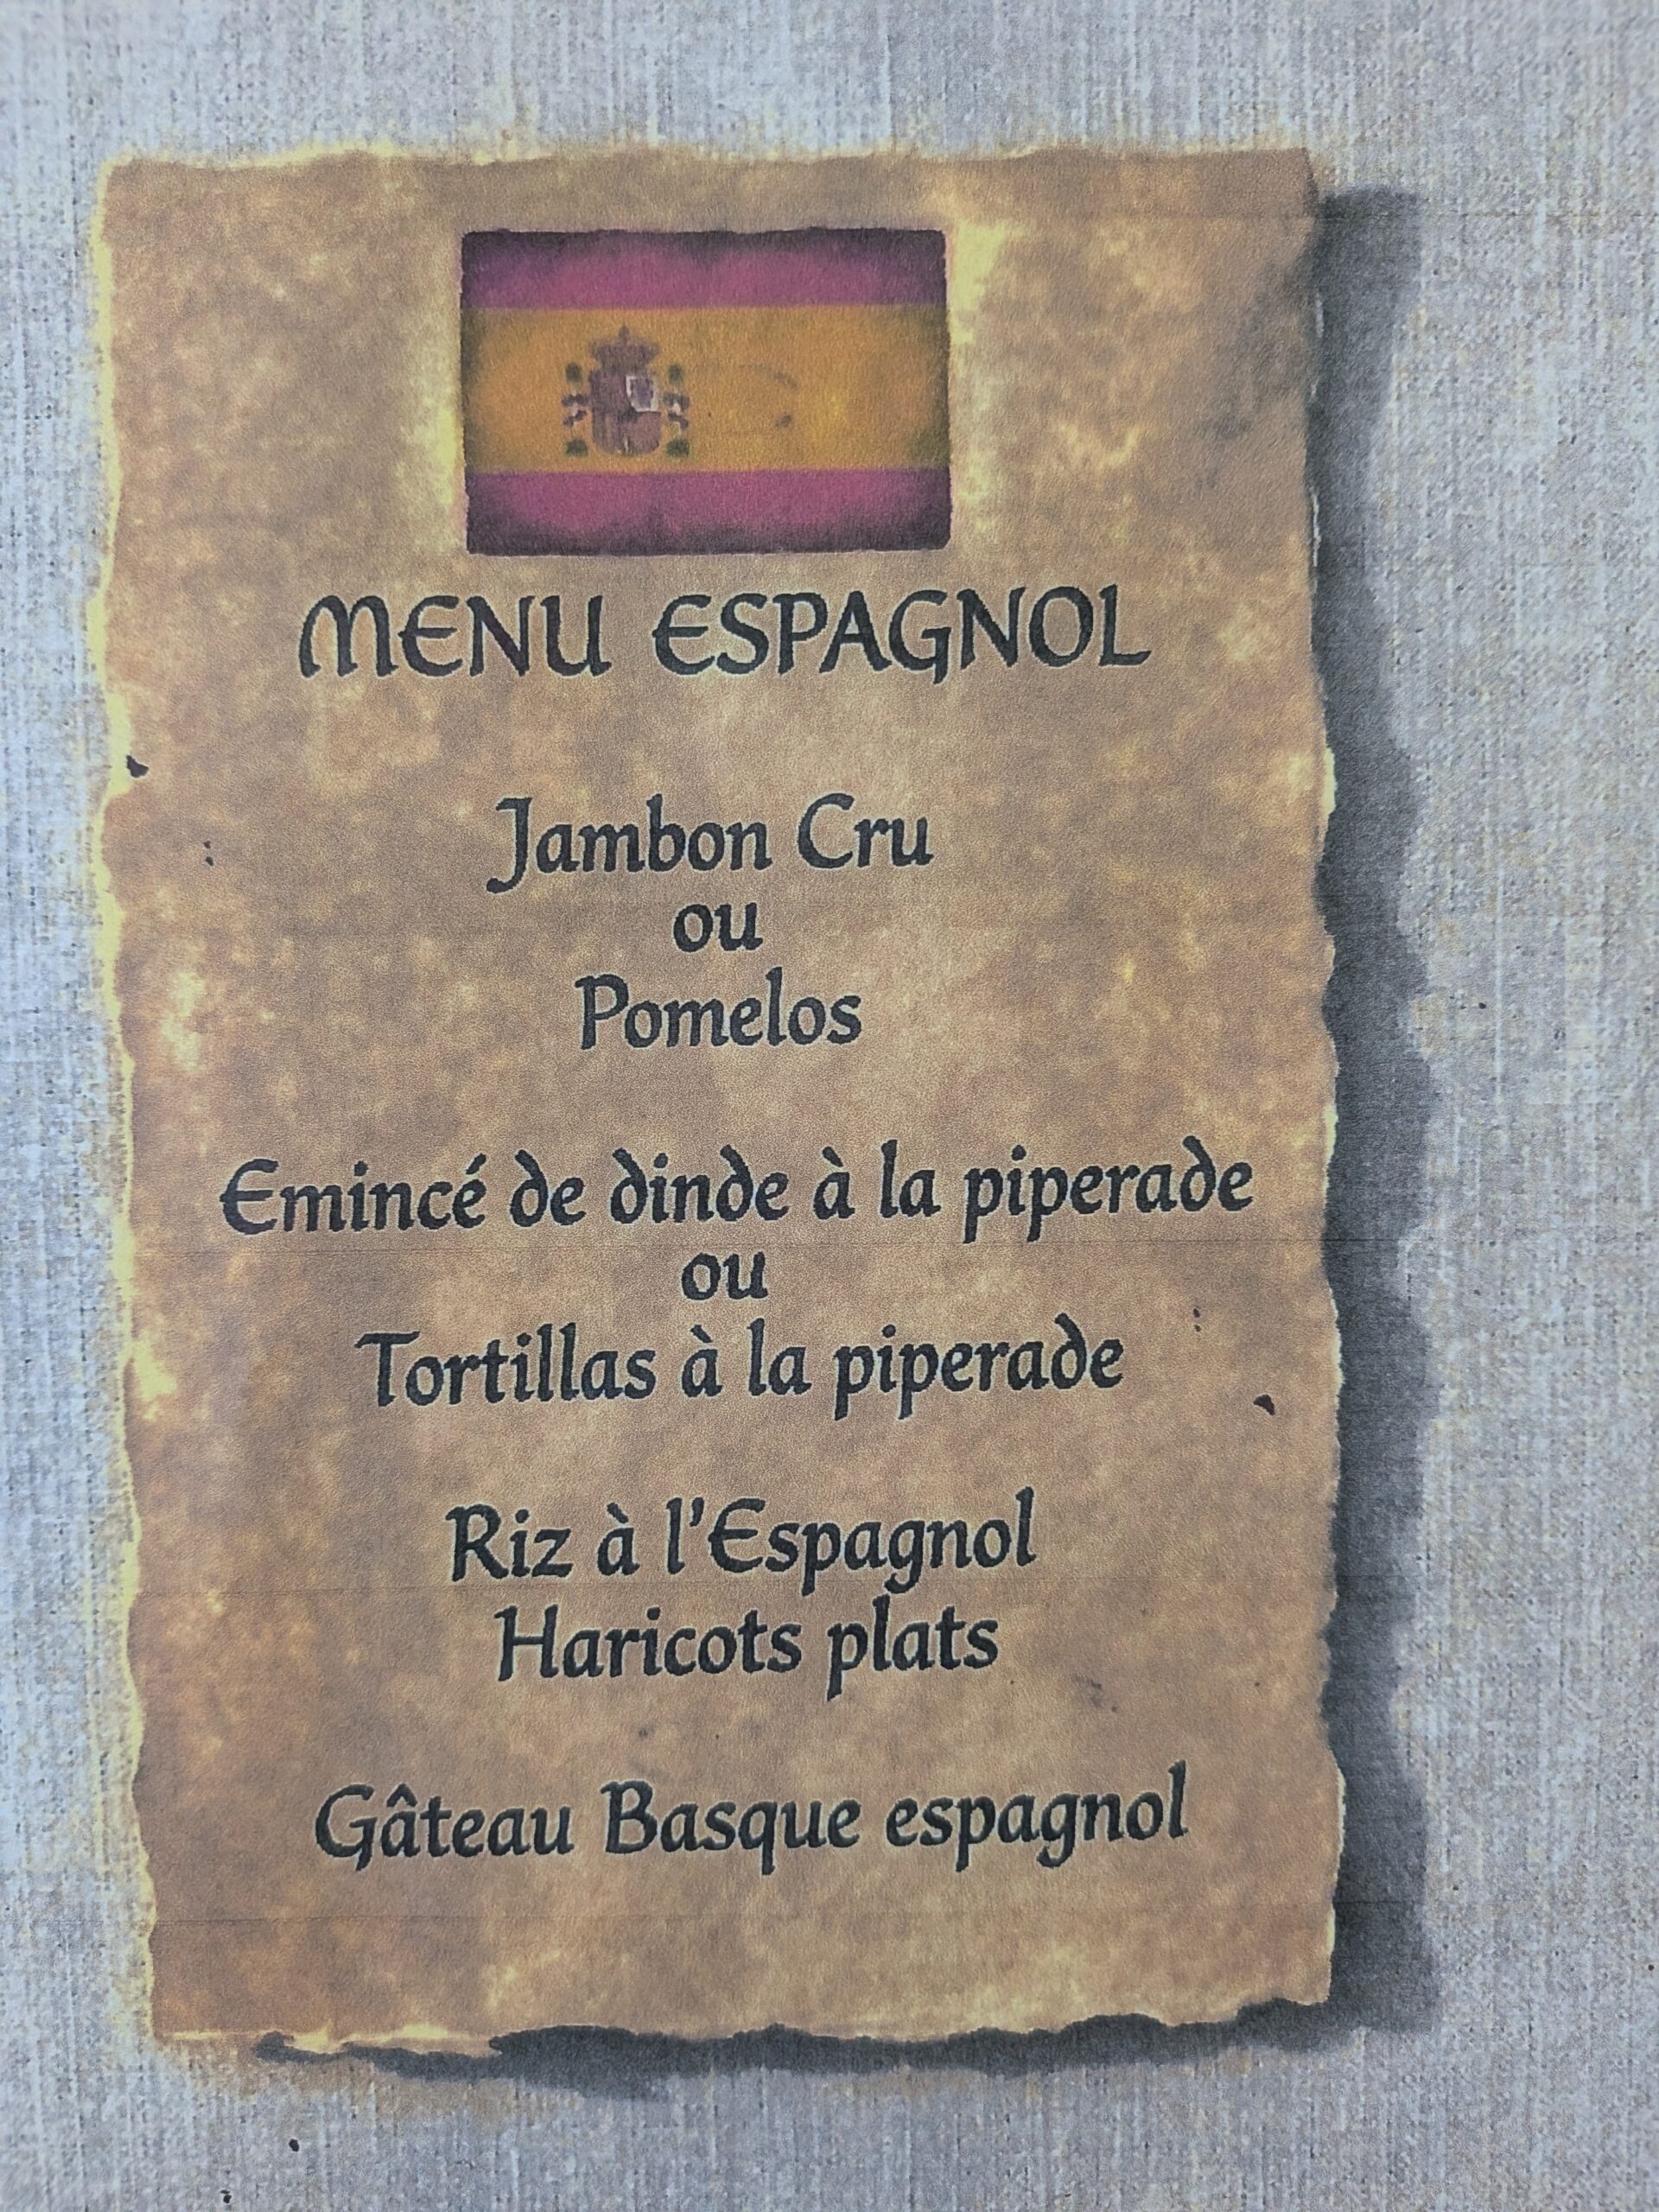 MENU ESPAGNOL
Jambon Cru
ou
Pomelos
Emincé de dinde à la piperade
ou
Tortillas à la piperade
Riz à l'Espagnol
Haricots plats
Gâteau Basque espagnol